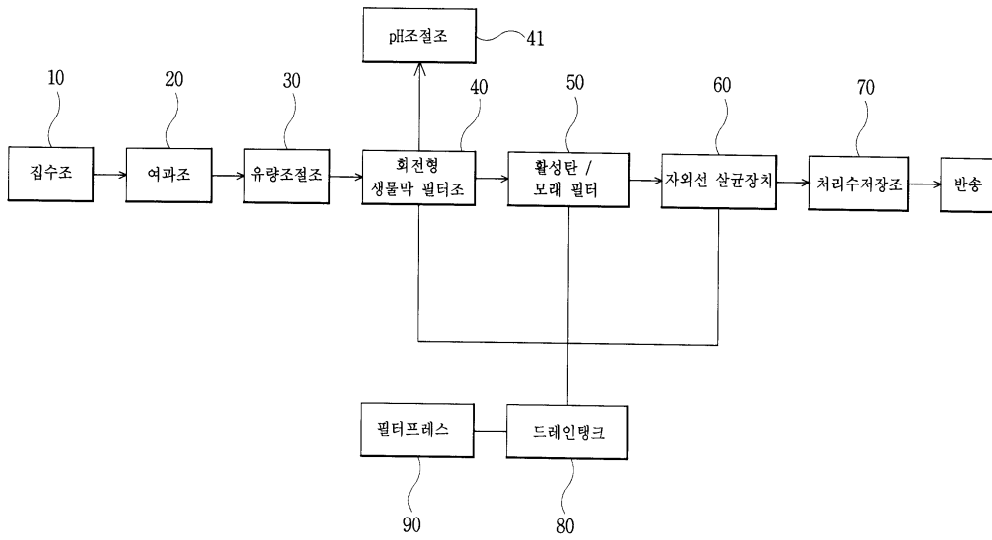 pH조절조
41
10
20
30
40
50
60
70
집수조
여과조
유량조절조
회전형
생물막 필터조
활성탄 /
모래 필터
자외선 살균장치
처리수저장조
반송
필터프레스
드레인탱크
90
80